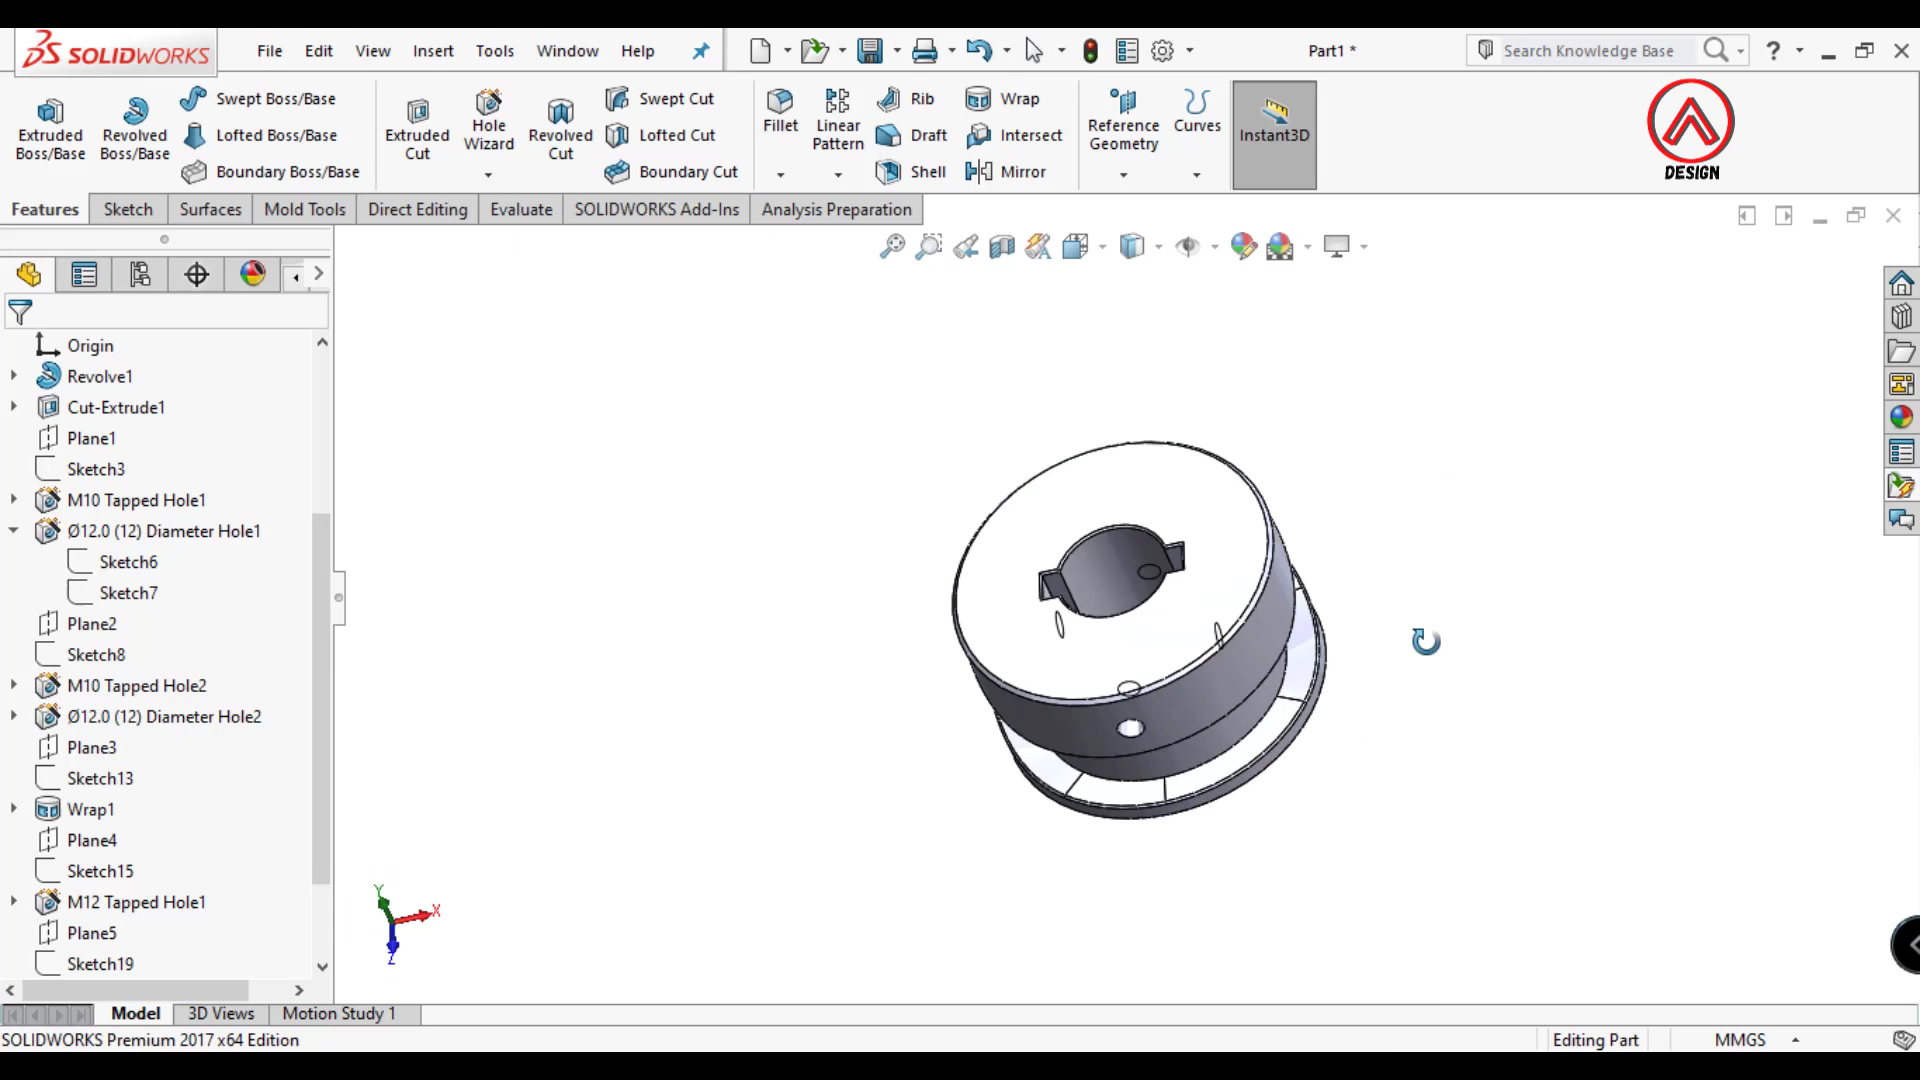 SOLIDWORKS File Edit View Insert Tools Window Help Part1 * Search Knowledge Base ?
Extruded Boss/Base
Revolved Boss/Base
Swept Boss/Base
Lofted Boss/Base
Boundary Boss/Base
Extruded Cut
Hole Wizard
Revolved Cut
Swept Cut
Lofted Cut
Boundary Cut
Fillet
Linear Pattern
Rib
Draft
Shell
Wrap
Intersect
Mirror
Reference Geometry
Curves
Instant3D
DESIGN
Features Sketch Surfaces Mold Tools Direct Editing Evaluate SOLIDWORKS Add-Ins Analysis Preparation
Origin
Revolve1
Cut-Extrude1
Plane1
Sketch3
M10 Tapped Hole1
Ø12.0 (12) Diameter Hole1
Sketch6
Sketch7
Plane2
Sketch8
M10 Tapped Hole2
Ø12.0 (12) Diameter Hole2
Plane3
Sketch13
Wrap1
Plane4
Sketch15
M12 Tapped Hole1
Plane5
Sketch19
Y
X
Z
Model 3D Views Motion Study 1
SOLIDWORKS Premium 2017 x64 Edition Editing Part MMGS